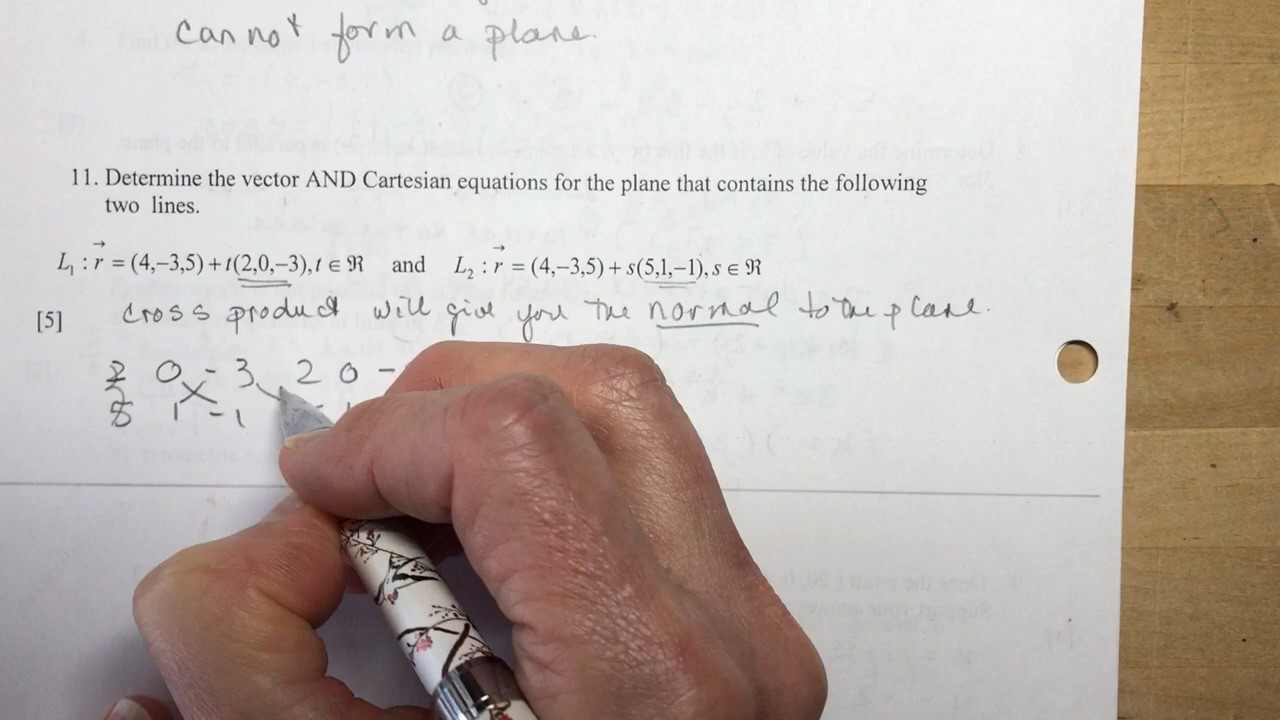 cannot form a plane.
11. Determine the vector AND Cartesian equations for the plane that contains the following
two lines.
L₁ : r⃗ = (4,−3,5) + t(2,0,−3), t ∈ ℜ and L₂ : r⃗ = (4,−3,5) + s(5,1,−1), s ∈ ℜ
cross product will give you the normal to the plane.
[5]
2 0 -3 2 0 -
5 1 -1